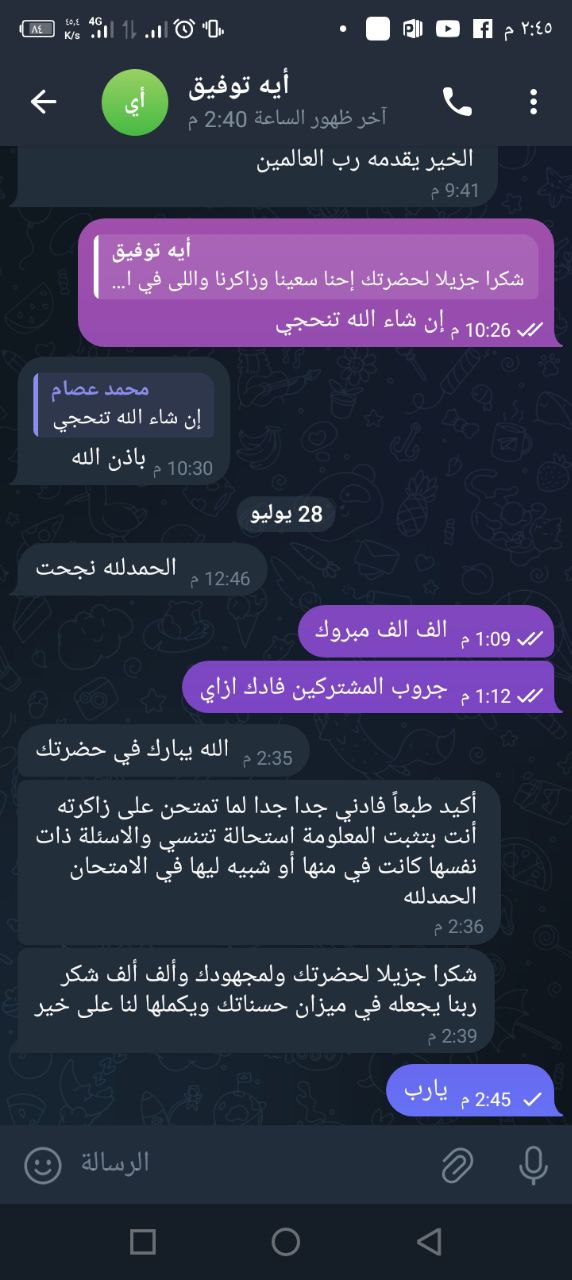 ٨٤
٤٥,٤ K/s
4G
٢:٤٥ م
أيه توفيق
أي
آخر ظهور الساعة 2:40 م
الخير يقدمه رب العالمين
9:41 م
أيه توفيق
شكرا جزيلا لحضرتك إحنا سعينا وزاكرنا واللى في ا...
إن شاء الله تنحجي
10:26 م
محمد عصام
إن شاء الله تنحجي
باذن الله
10:30 م
28 يوليو
الحمدلله نجحت
12:46 م
الف الف مبروك
1:09 م
جروب المشتركين فادك ازاي
1:12 م
الله يبارك في حضرتك
2:35 م
أكيد طبعاً فادني جدا جدا لما تمتحن على زاكرته
أنت بتثبت المعلومة استحالة تتنسي والاسئلة ذات
نفسها كانت في منها أو شبيه ليها في الامتحان
الحمدلله
2:36 م
شكرا جزيلا لحضرتك ولمجهودك وألف ألف شكر
ربنا يجعله في ميزان حسناتك ويكملها لنا على خير
2:39 م
يارب
2:45 م
الرسالة